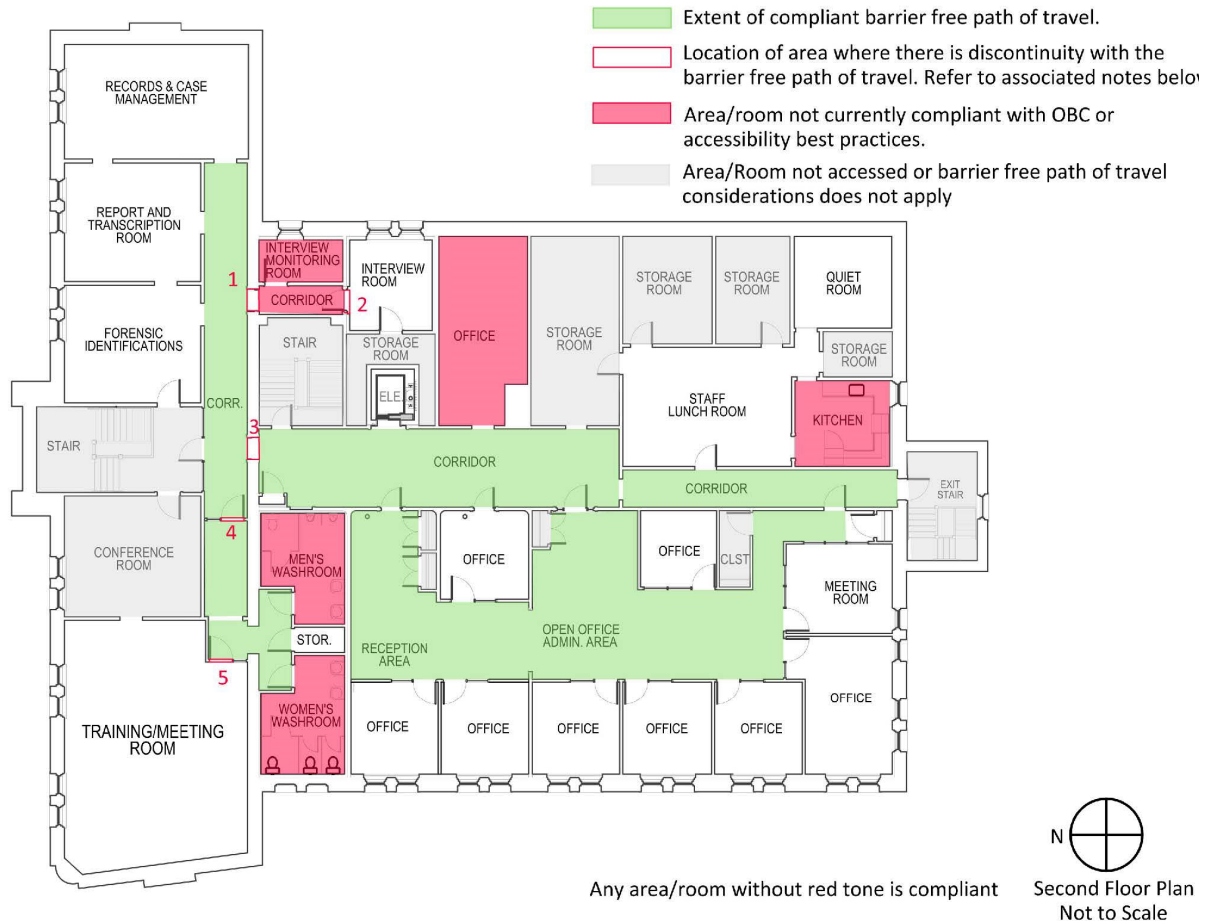 Extent of compliant barrier free path of travel.
Location of area where there is discontinuity with the
barrier free path of travel. Refer to associated notes belo
Area/room not currently compliant with OBC or
accessibility best practices.
Area/Room not accessed or barrier free path of travel
considerations does not apply
RECORDS & CASE
MANAGEMENT
REPORT AND
TRANSCRIPTION
ROOM
1
INTERVIEW
MONITORING
ROOM
INTERVIEW
ROOM
CORRIDOR
2
FORENSIC
IDENTIFICATIONS
STAIR
STORAGE
ROOM
ELE.
OFFICE
STORAGE
ROOM
STORAGE
ROOM
STORAGE
ROOM
QUIET
ROOM
STORAGE
ROOM
STAFF
LUNCH ROOM
KITCHEN
CORR.
3
STAIR
CORRIDOR
CORRIDOR
EXIT
STAIR
4
CONFERENCE
ROOM
MEN'S
WASHROOM
OFFICE
OFFICE
CLST
MEETING
ROOM
STOR.
RECEPTION
AREA
OPEN OFFICE
ADMIN. AREA
5
TRAINING/MEETING
ROOM
WOMEN'S
WASHROOM
OFFICE
OFFICE
OFFICE
OFFICE
OFFICE
OFFICE
N
Any area/room without red tone is compliant
Second Floor Plan
Not to Scale